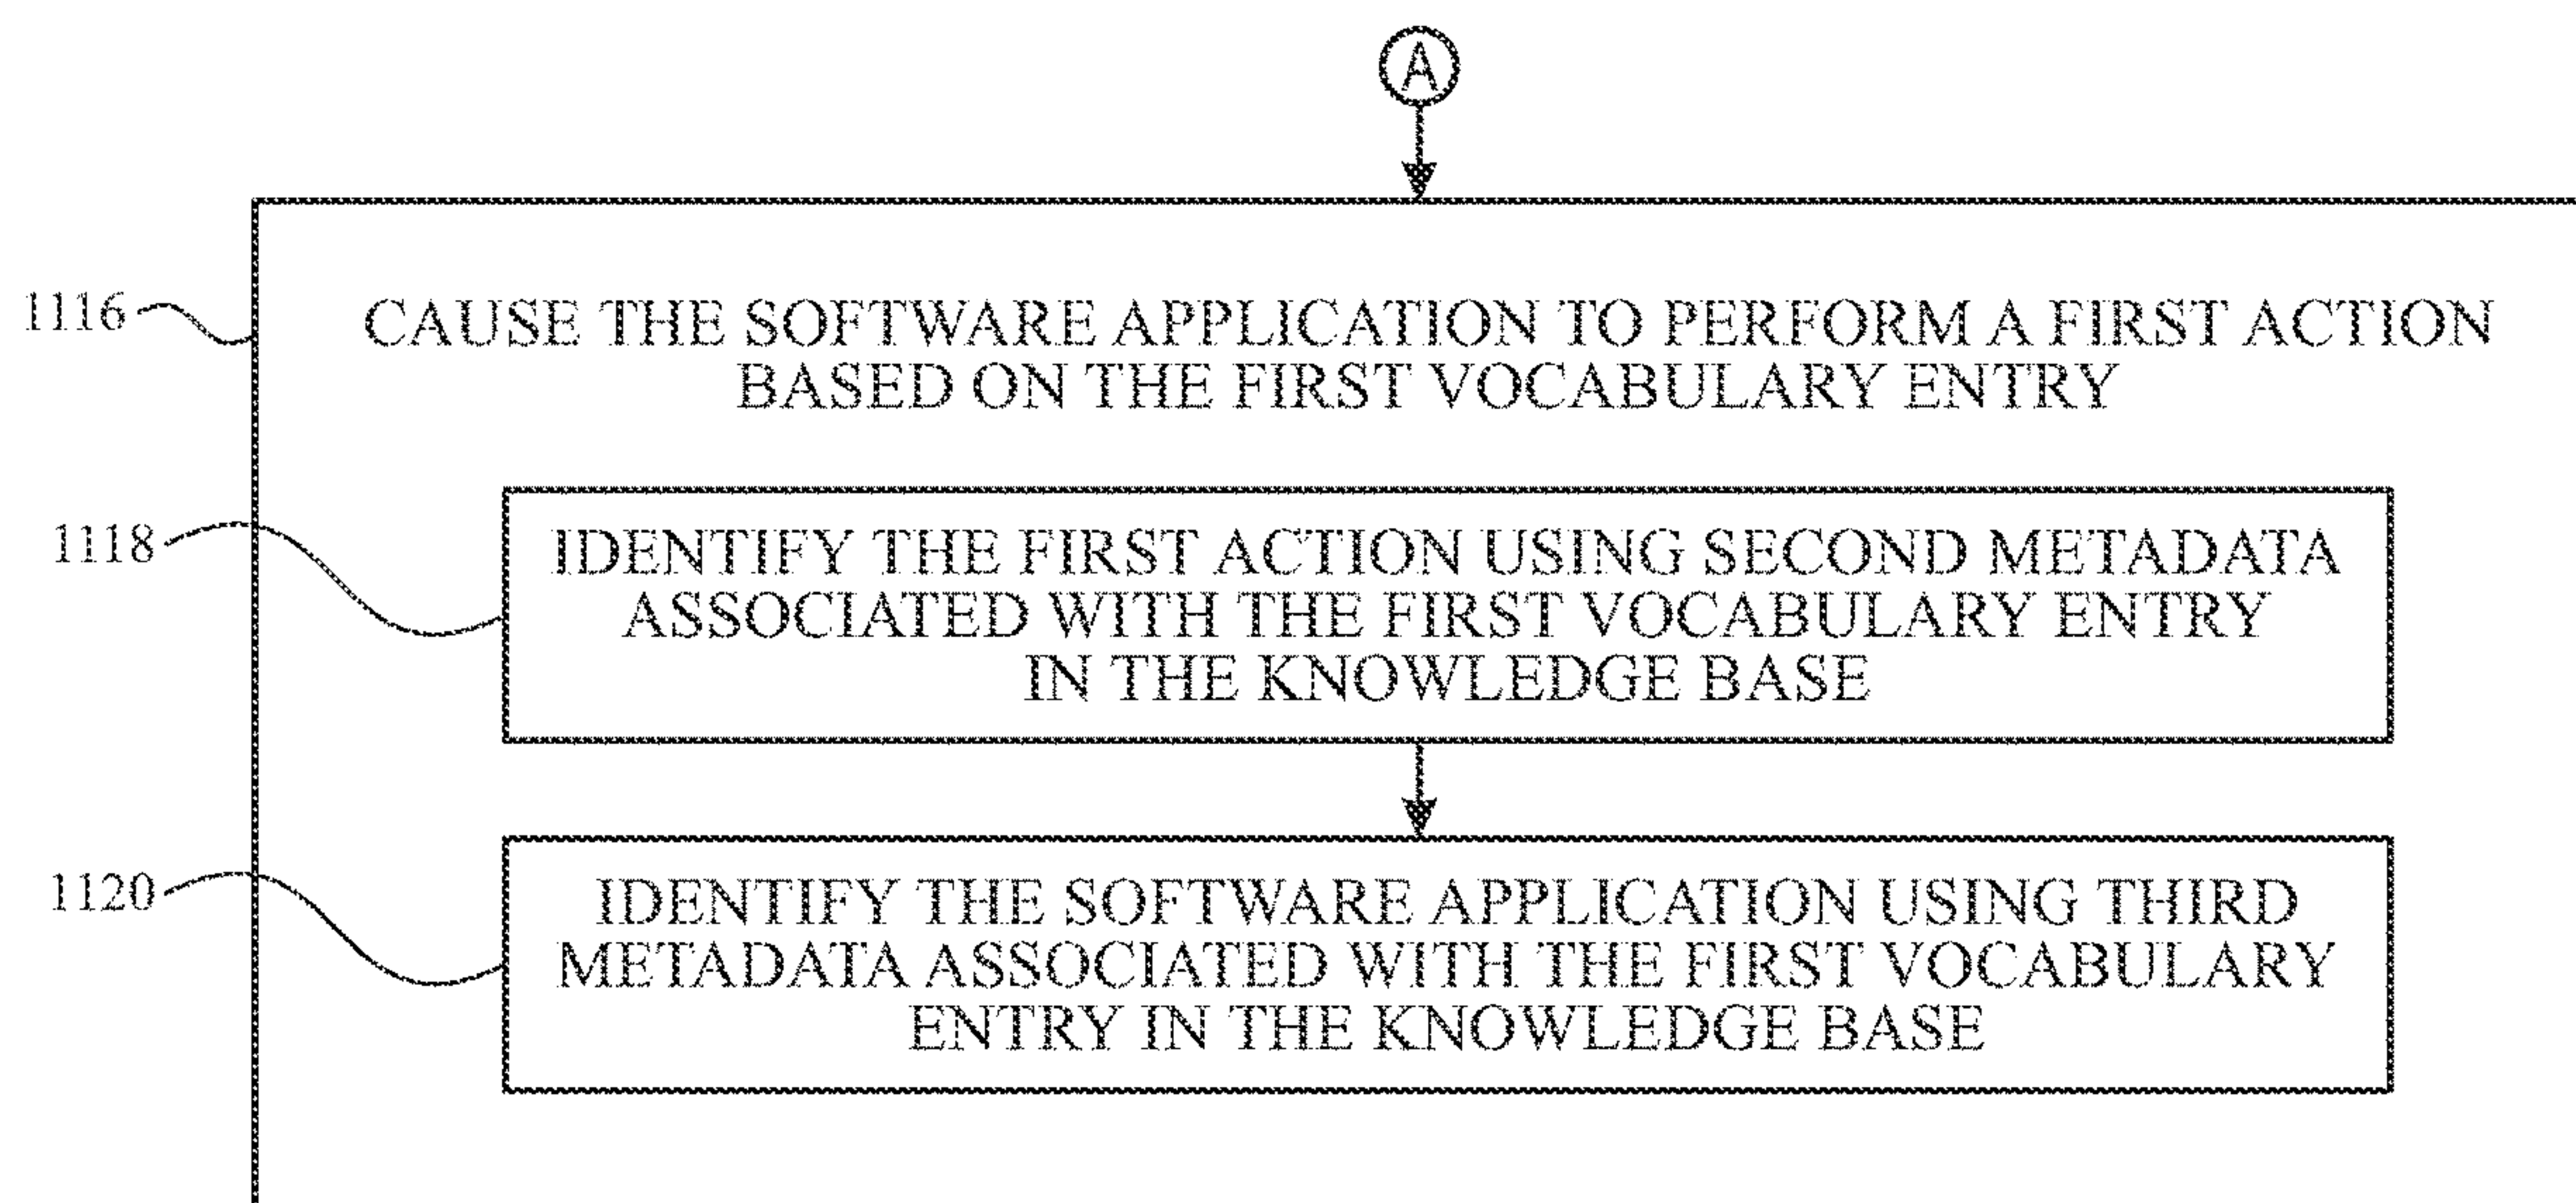 A
1116
CAUSE THE SOFTWARE APPLICATION TO PERFORM A FIRST ACTION
BASED ON THE FIRST VOCABULARY ENTRY
1118
IDENTIFY THE FIRST ACTION USING SECOND METADATA
ASSOCIATED WITH THE FIRST VOCABULARY ENTRY
IN THE KNOWLEDGE BASE
1120
IDENTIFY THE SOFTWARE APPLICATION USING THIRD
METADATA ASSOCIATED WITH THE FIRST VOCABULARY
ENTRY IN THE KNOWLEDGE BASE